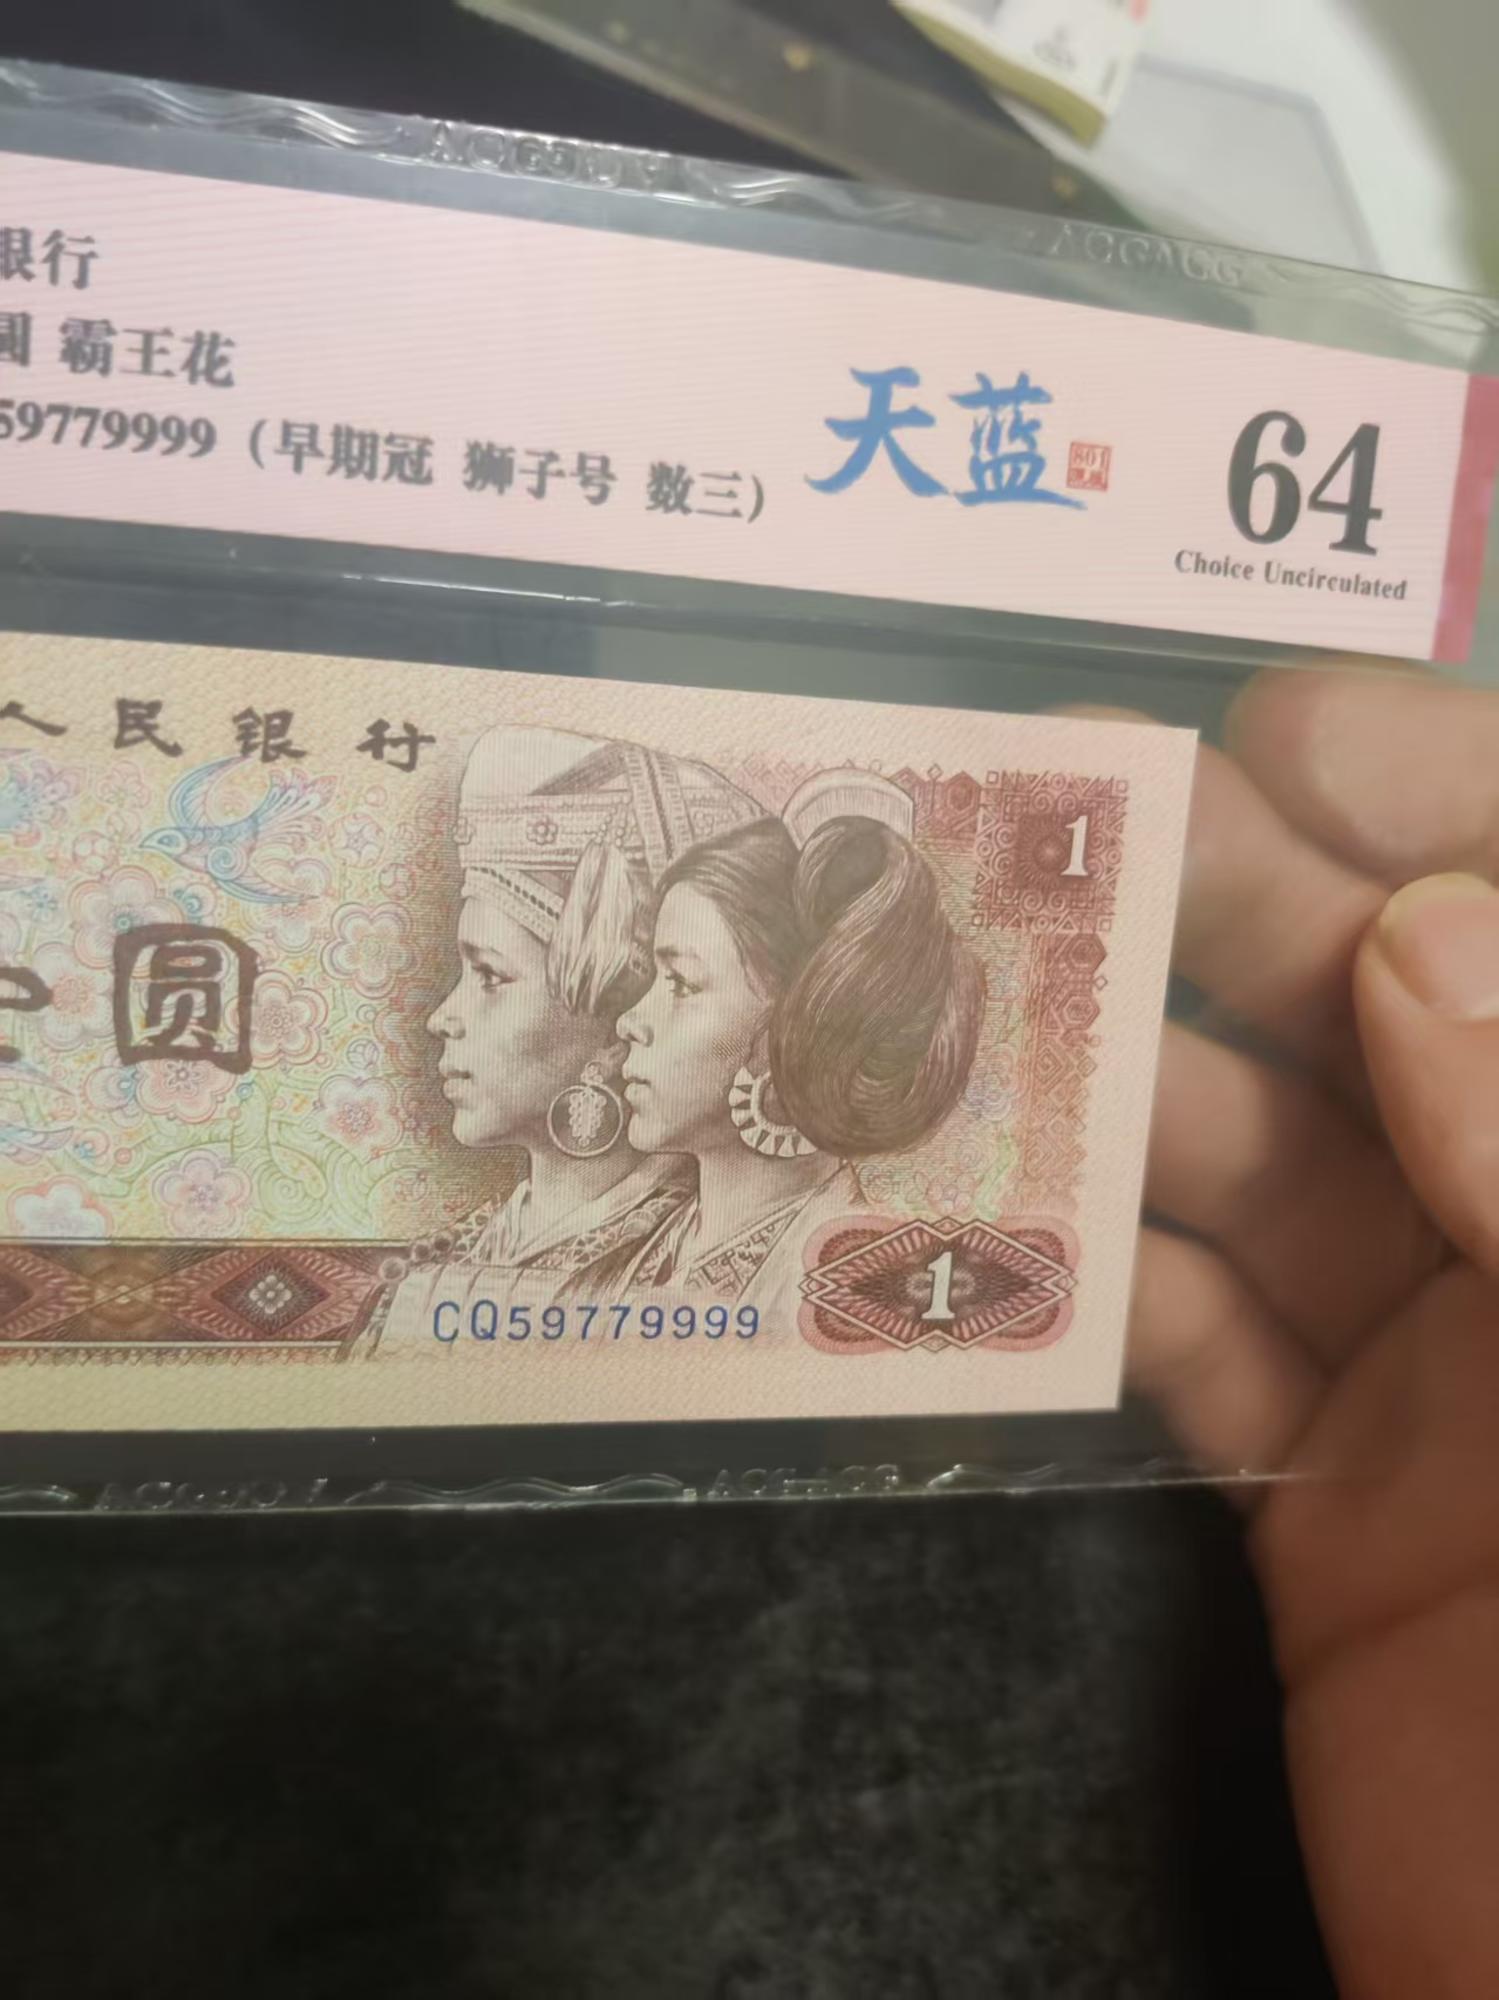 银行
圓 霸王花
59779999（早期冠 狮子号 数三）
天蓝
64
Choice Uncirculated
人民银行
1
圆
1
CQ59779999